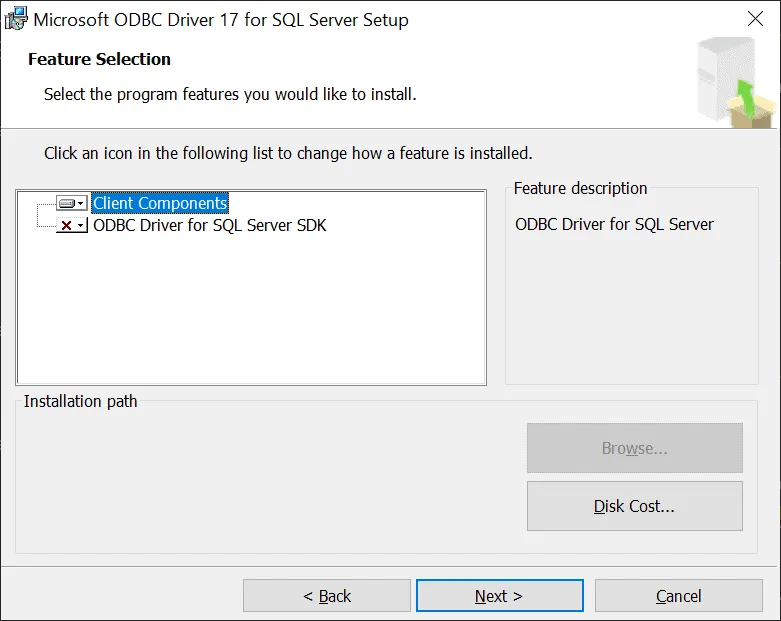 Microsoft ODBC Driver 17 for SQL Server Setup
Feature Selection
Select the program features you would like to install.
Click an icon in the following list to change how a feature is installed.
Client Components
ODBC Driver for SQL Server SDK
Feature description
ODBC Driver for SQL Server
Installation path
Browse...
Disk Cost...
< Back
Next >
Cancel